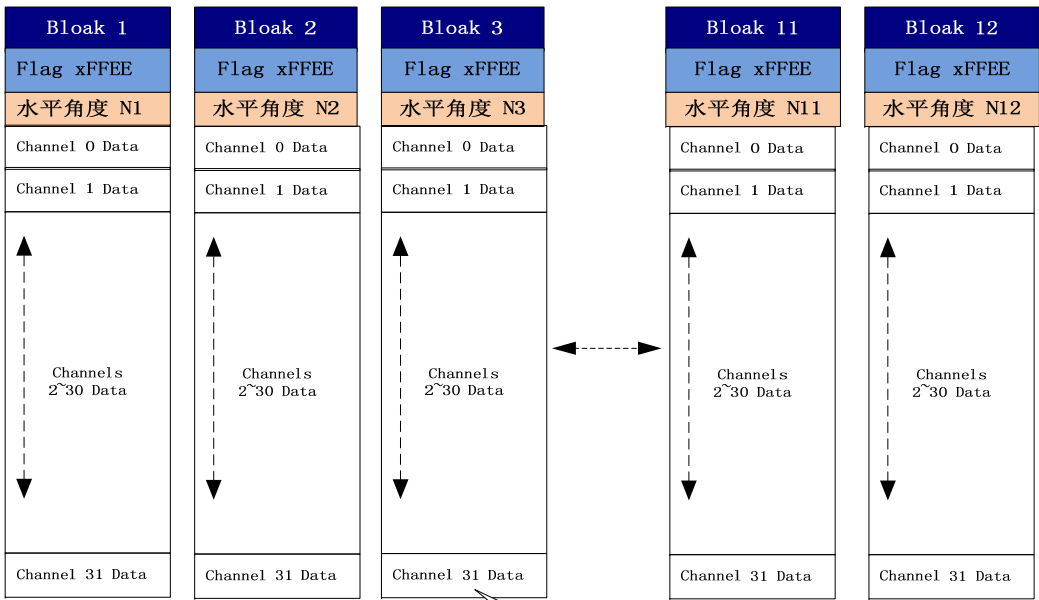 Bloak 1
Flag xFFEE
水平角度 N1
Channel 0 Data
Channel 1 Data
Channels
2~30 Data
Channel 31 Data
Bloak 2
Flag xFFEE
水平角度 N2
Channel 0 Data
Channel 1 Data
Channels
2~30 Data
Channel 31 Data
Bloak 3
Flag xFFEE
水平角度 N3
Channel 0 Data
Channel 1 Data
Channels
2~30 Data
Channel 31 Data
Bloak 11
Flag xFFEE
水平角度 N11
Channel 0 Data
Channel 1 Data
Channels
2~30 Data
Channel 31 Data
Bloak 12
Flag xFFEE
水平角度 N12
Channel 0 Data
Channel 1 Data
Channels
2~30 Data
Channel 31 Data